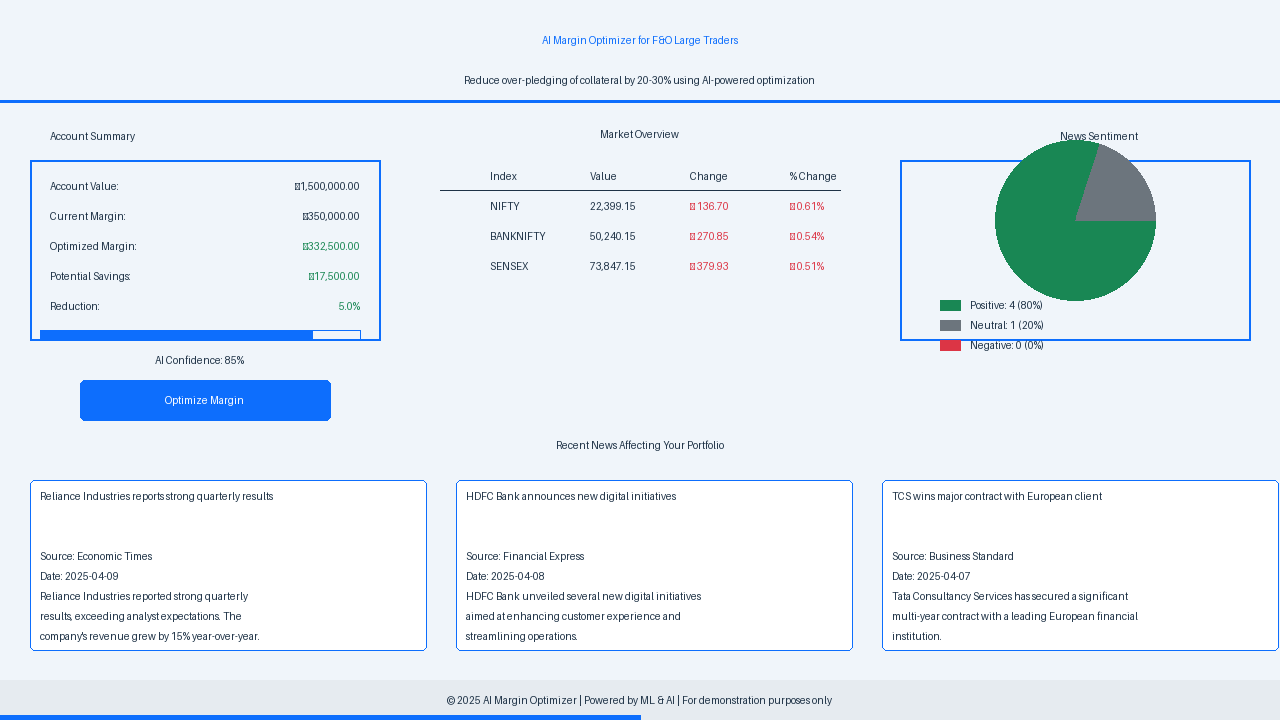 AI Margin Optimizer for F&O Large Traders
Reduce over-pledging of collateral by 20-30% using AI-powered optimization
Account Summary
Account Value: 1,500,000.00
Current Margin: 350,000.00
Optimized Margin: 332,500.00
Potential Savings: 17,500.00
Reduction: 5.0%
AI Confidence: 85%
Optimize Margin
Market Overview
Index Value Change % Change
NIFTY 22,399.15 136.70 0.61%
BANKNIFTY 50,240.15 270.85 0.54%
SENSEX 73,847.15 379.93 0.51%
News Sentiment
Positive: 4 (80%)
Neutral: 1 (20%)
Negative: 0 (0%)
Recent News Affecting Your Portfolio
Reliance Industries reports strong quarterly results
Source: Economic Times
Date: 2025-04-09
Reliance Industries reported strong quarterly
results, exceeding analyst expectations. The
company's revenue grew by 15% year-over-year.
HDFC Bank announces new digital initiatives
Source: Financial Express
Date: 2025-04-08
HDFC Bank unveiled several new digital initiatives
aimed at enhancing customer experience and
streamlining operations.
TCS wins major contract with European client
Source: Business Standard
Date: 2025-04-07
Tata Consultancy Services has secured a significant
multi-year contract with a leading European financial
institution.
© 2025 AI Margin Optimizer | Powered by ML & AI | For demonstration purposes only